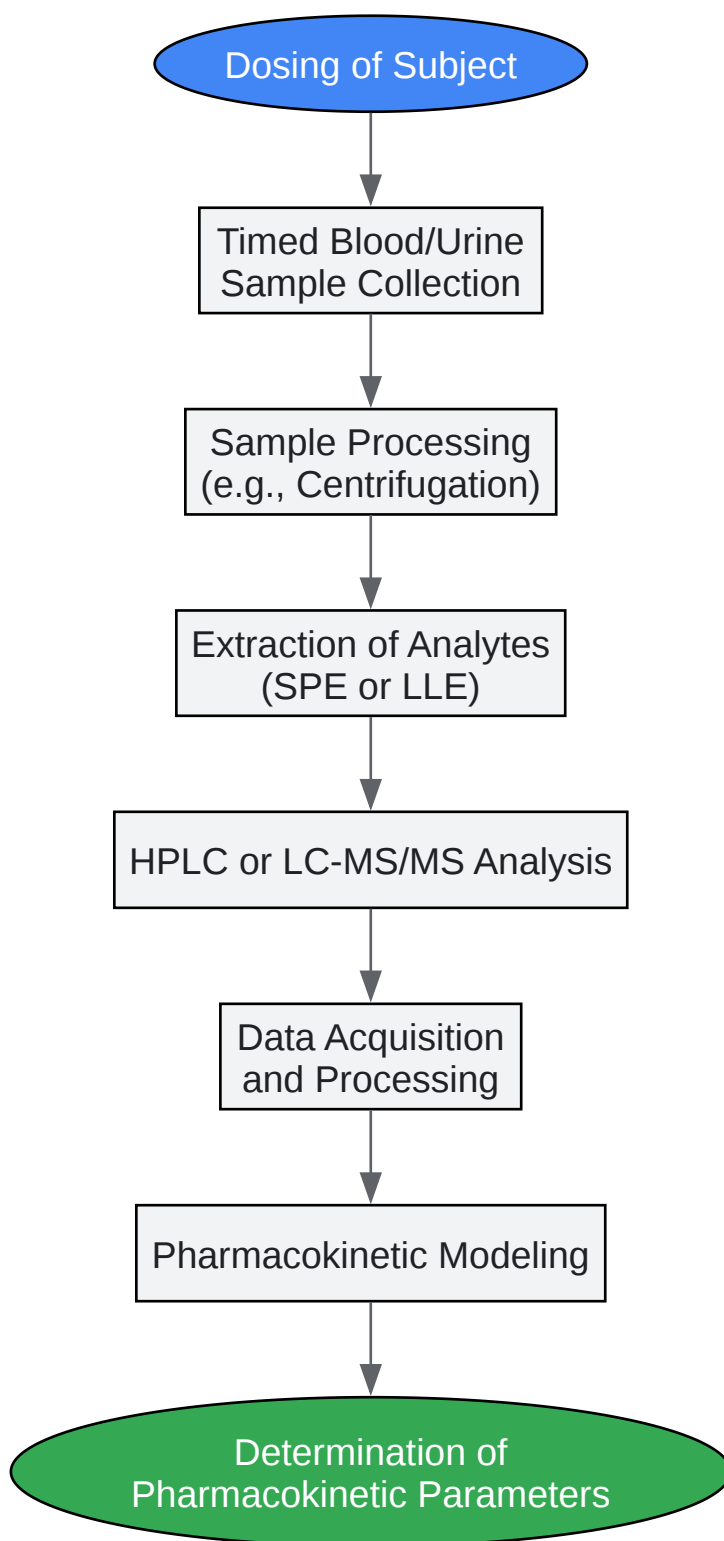 Dosing of Subject
Timed Blood/Urine
Sample Collection
Sample Processing
(e.g., Centrifugation)
Extraction of Analytes
(SPE or LLE)
HPLC or LC-MS/MS Analysis
Data Acquisition
and Processing
Pharmacokinetic Modeling
Determination of
Pharmacokinetic Parameters